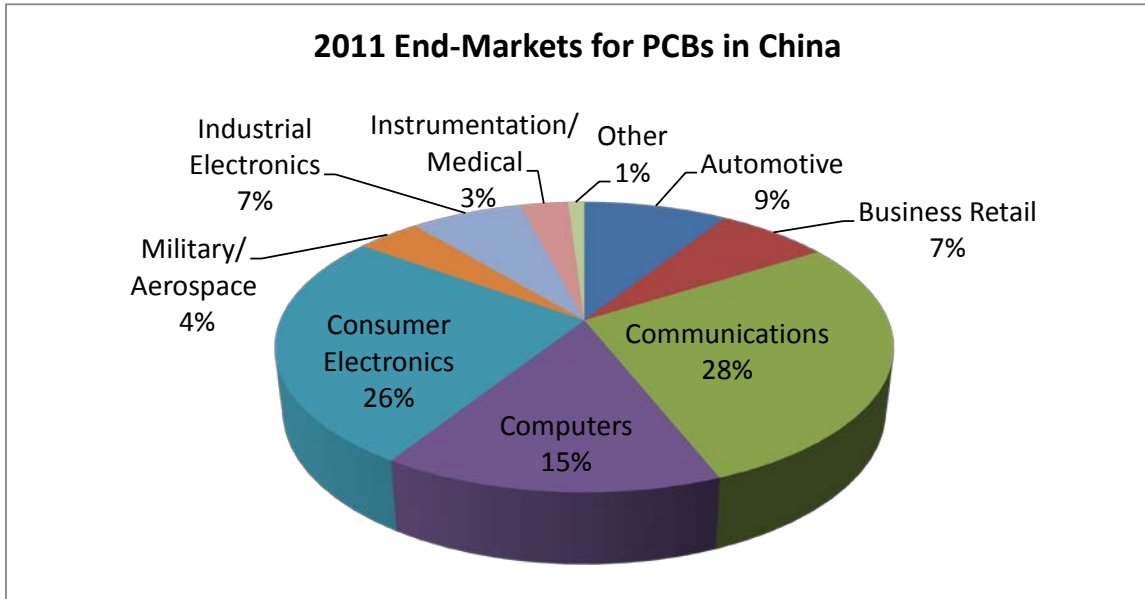 2011 End-Markets for PCBs in China
Industrial
Electronics
7%
Instrumentation/
Medical
3%
Other
1%
Automotive
9%
Business Retail
7%
Military/
Aerospace
4%
Consumer
Electronics
26%
Communications
28%
Computers
15%